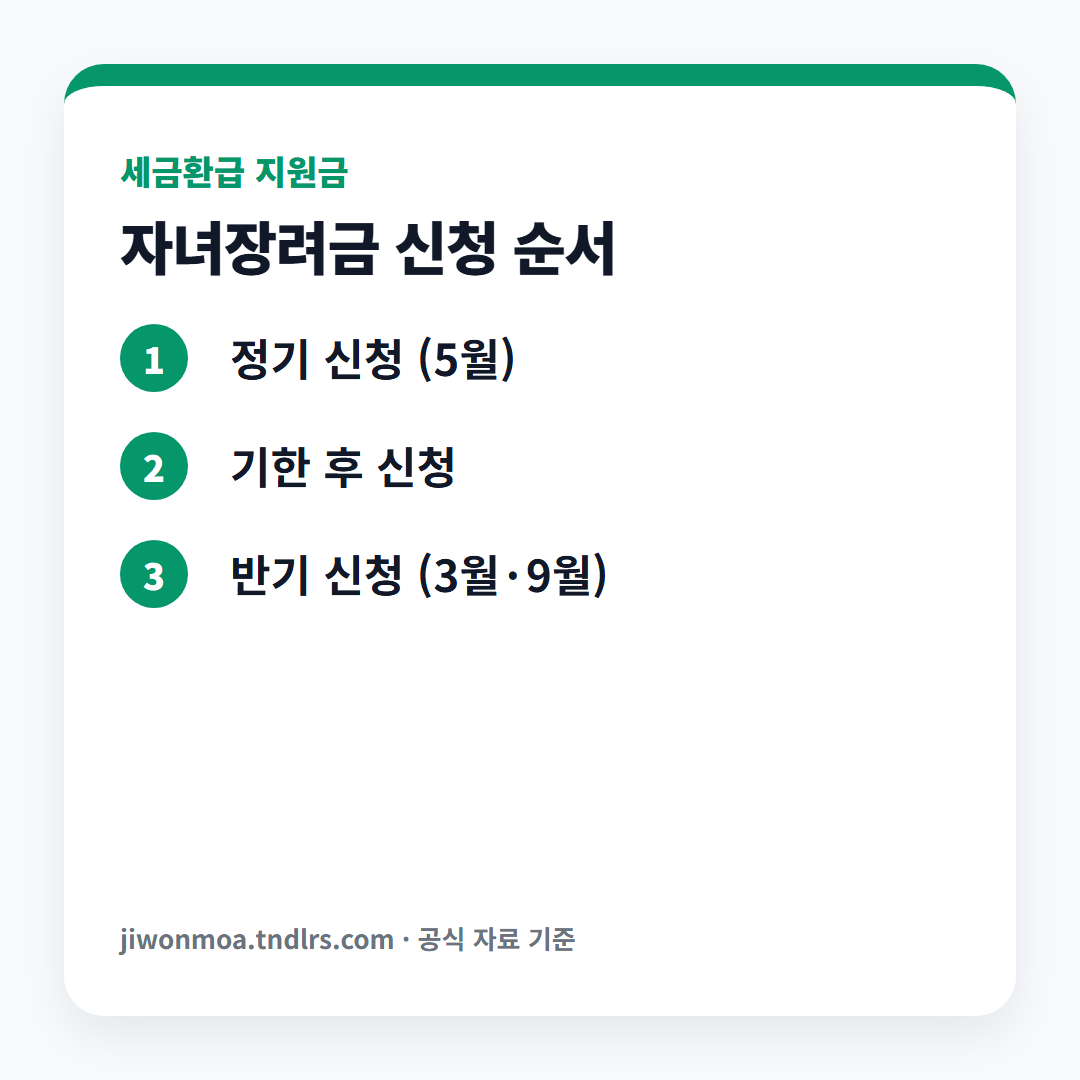 세금환급 지원금
자녀장려금 신청 순서
1 정기 신청 (5월)
2 기한 후 신청
3 반기 신청 (3월·9월)
jiwonmoa.tndlrs.com · 공식 자료 기준